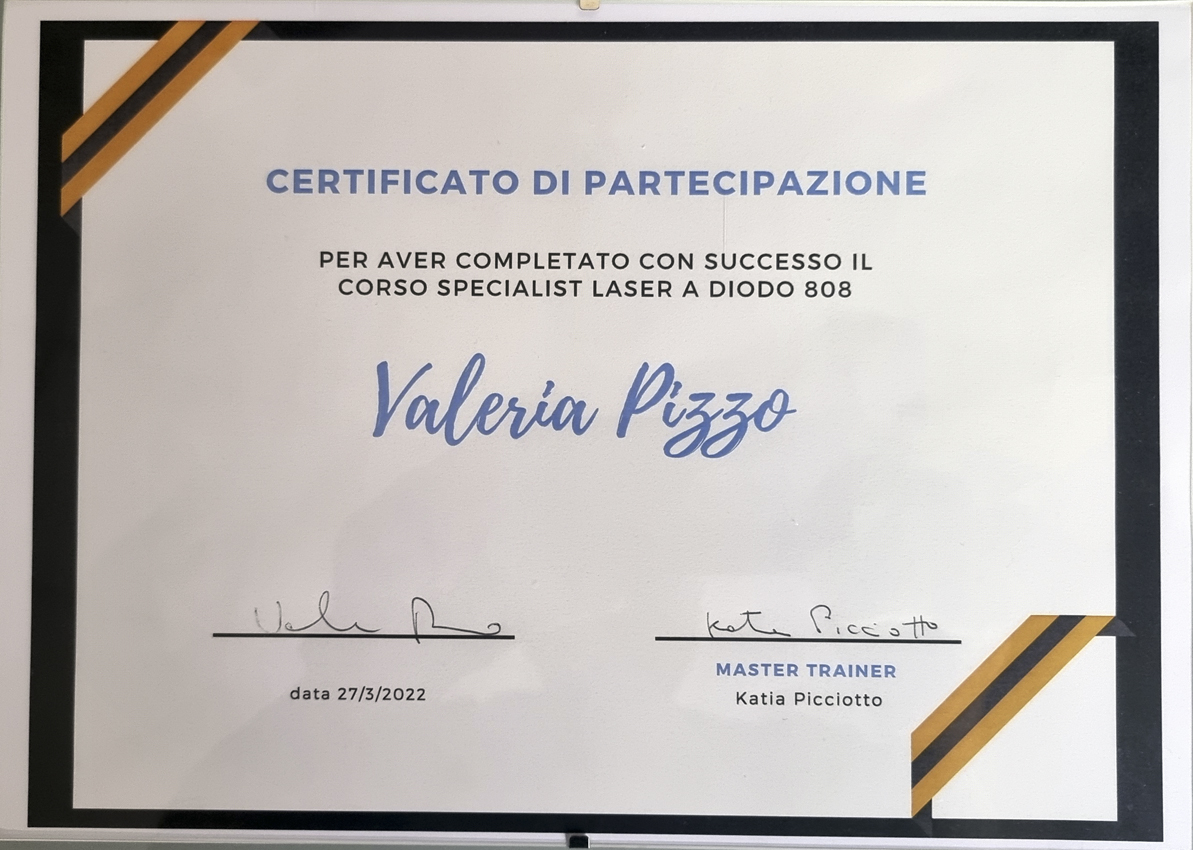 CERTIFICATO DI PARTECIPAZIONE
PER AVER COMPLETATO CON SUCCESSO IL
CORSO SPECIALIST LASER A DIODO 808
Valeria Pizzo
Katia Picciotto
MASTER TRAINER
data 27/3/2022
Katia Picciotto